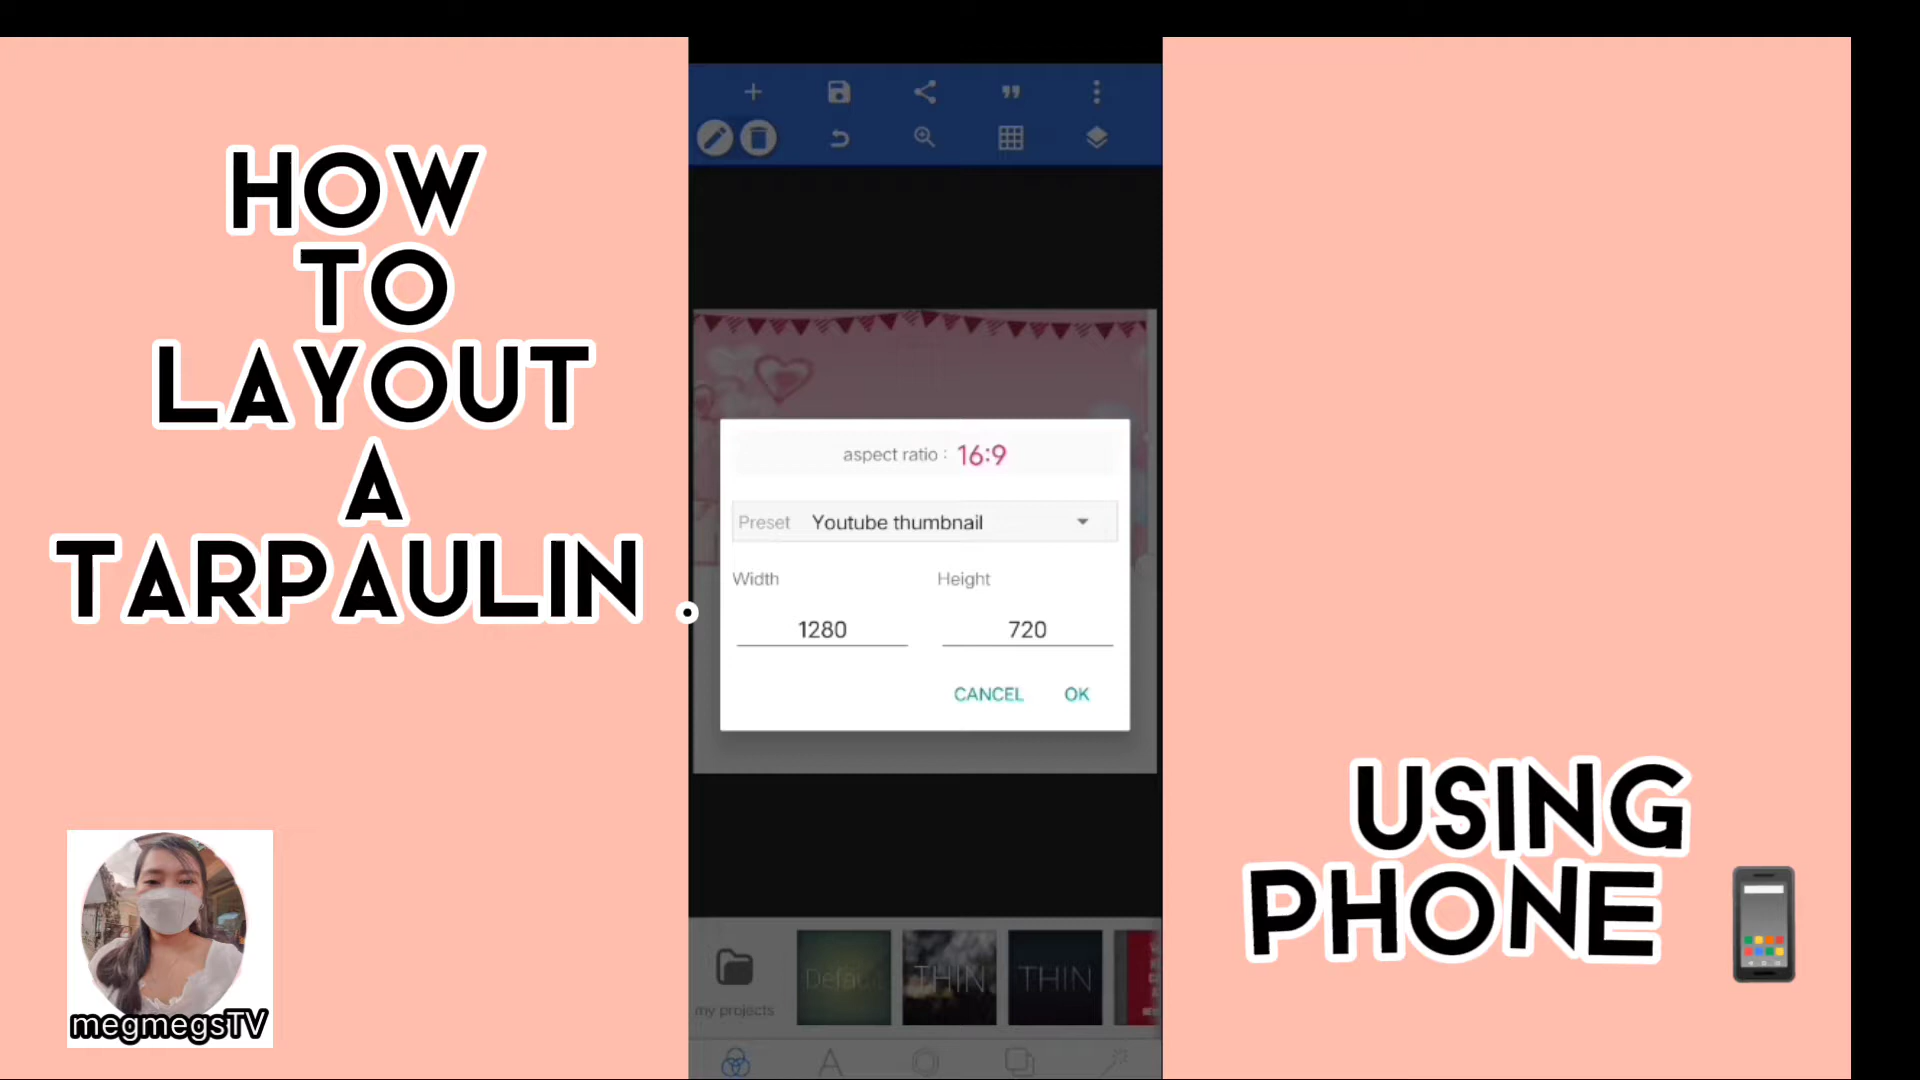 HOW
TO
LAYOUT
A
TARPAULIN .
aspect ratio : 16:9
Preset Youtube thumbnail
Width Height
1280 720
CANCEL OK
my projects
THIN
THIN
USING
PHONE
megmegsTV